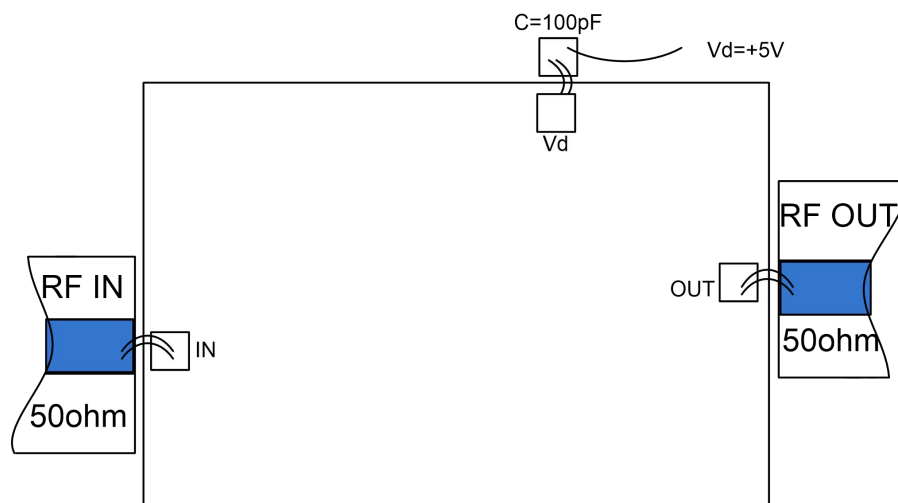 C=100pF
Vd=+5V
Vd
RF OUT
RF IN
OUT
50ohm
IN
50ohm